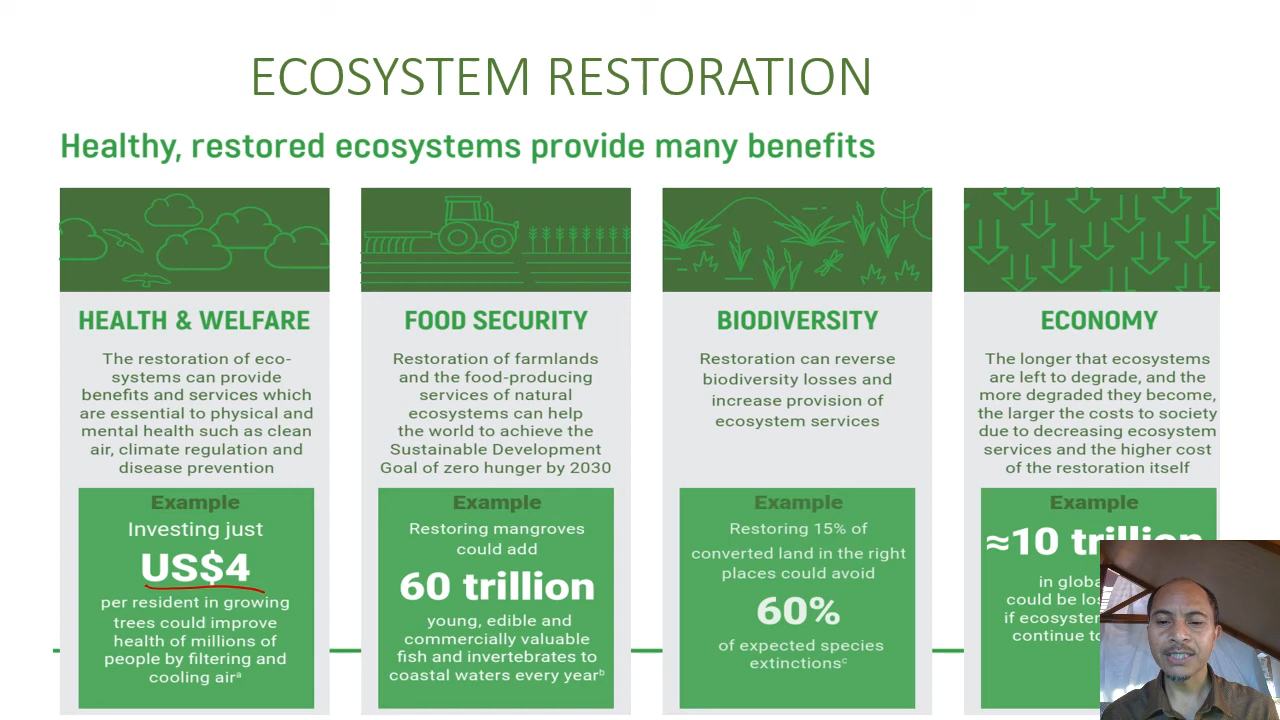 ECOSYSTEM RESTORATION
Healthy, restored ecosystems provide many benefits
HEALTH & WELFARE
The restoration of eco-
systems can provide
benefits and services which
are essential to physical and
mental health such as clean
air, climate regulation and
disease prevention
Example
Investing just
US$4
per resident in growing
trees could improve
health of millions of
people by filtering and
cooling airᵃ
FOOD SECURITY
Restoration of farmlands
and the food-producing
services of natural
ecosystems can help
the world to achieve the
Sustainable Development
Goal of zero hunger by 2030
Example
Restoring mangroves
could add
60 trillion
young, edible and
commercially valuable
fish and invertebrates to
coastal waters every yearᵇ
BIODIVERSITY
Restoration can reverse
biodiversity losses and
increase provision of
ecosystem services
Example
Restoring 15% of
converted land in the right
places could avoid
60%
of expected species
extinctionsᶜ
ECONOMY
The longer that ecosystems
are left to degrade, and the
more degraded they become,
the larger the costs to society
due to decreasing ecosystem
services and the higher cost
of the restoration itself
Example
≈10 trillion
in
could be
if
continue